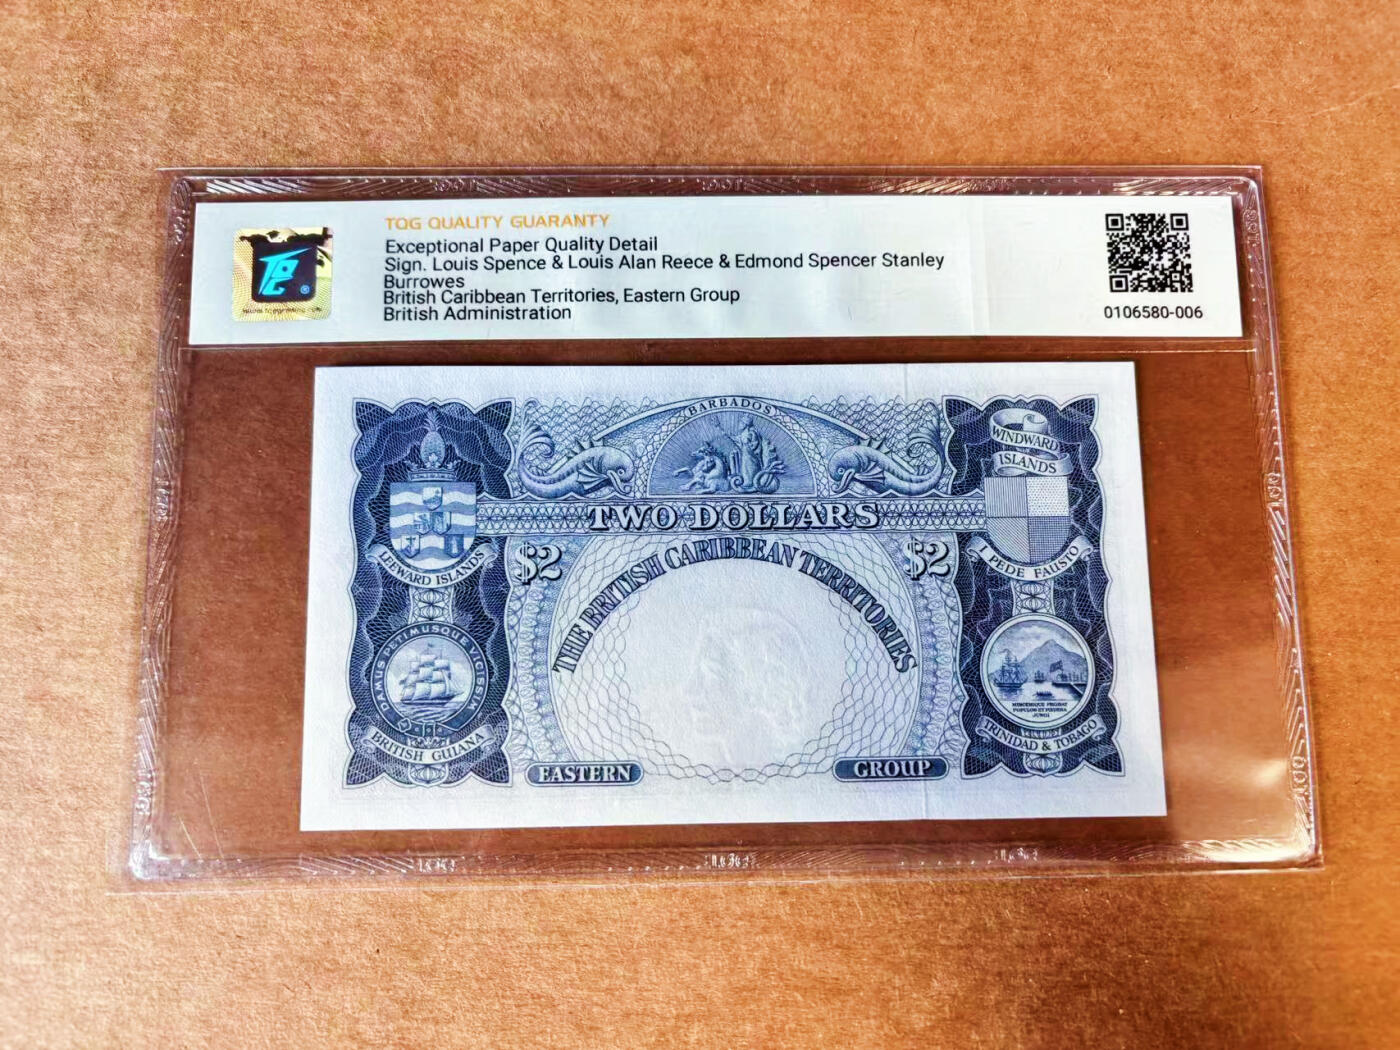 TQG QUALITY GUARANTY
Exceptional Paper Quality Detail
Sign. Louis Spence & Louis Alan Reece & Edmond Spencer Stanley
Burrowes
British Caribbean Territories, Eastern Group
British Administration
0106580-006
BARBADOS
WINDWARD
ISLANDS
TWO DOLLARS
LEEWARD ISLANDS
$2
THE BRITISH CARIBBEAN TERRITORIES
$2
I PEDE FAUSTO
DAMUS PETIMUSQUE VICISSIM
BRITISH GUIANA
TRINIDAD & TOBAGO
EASTERN
GROUP